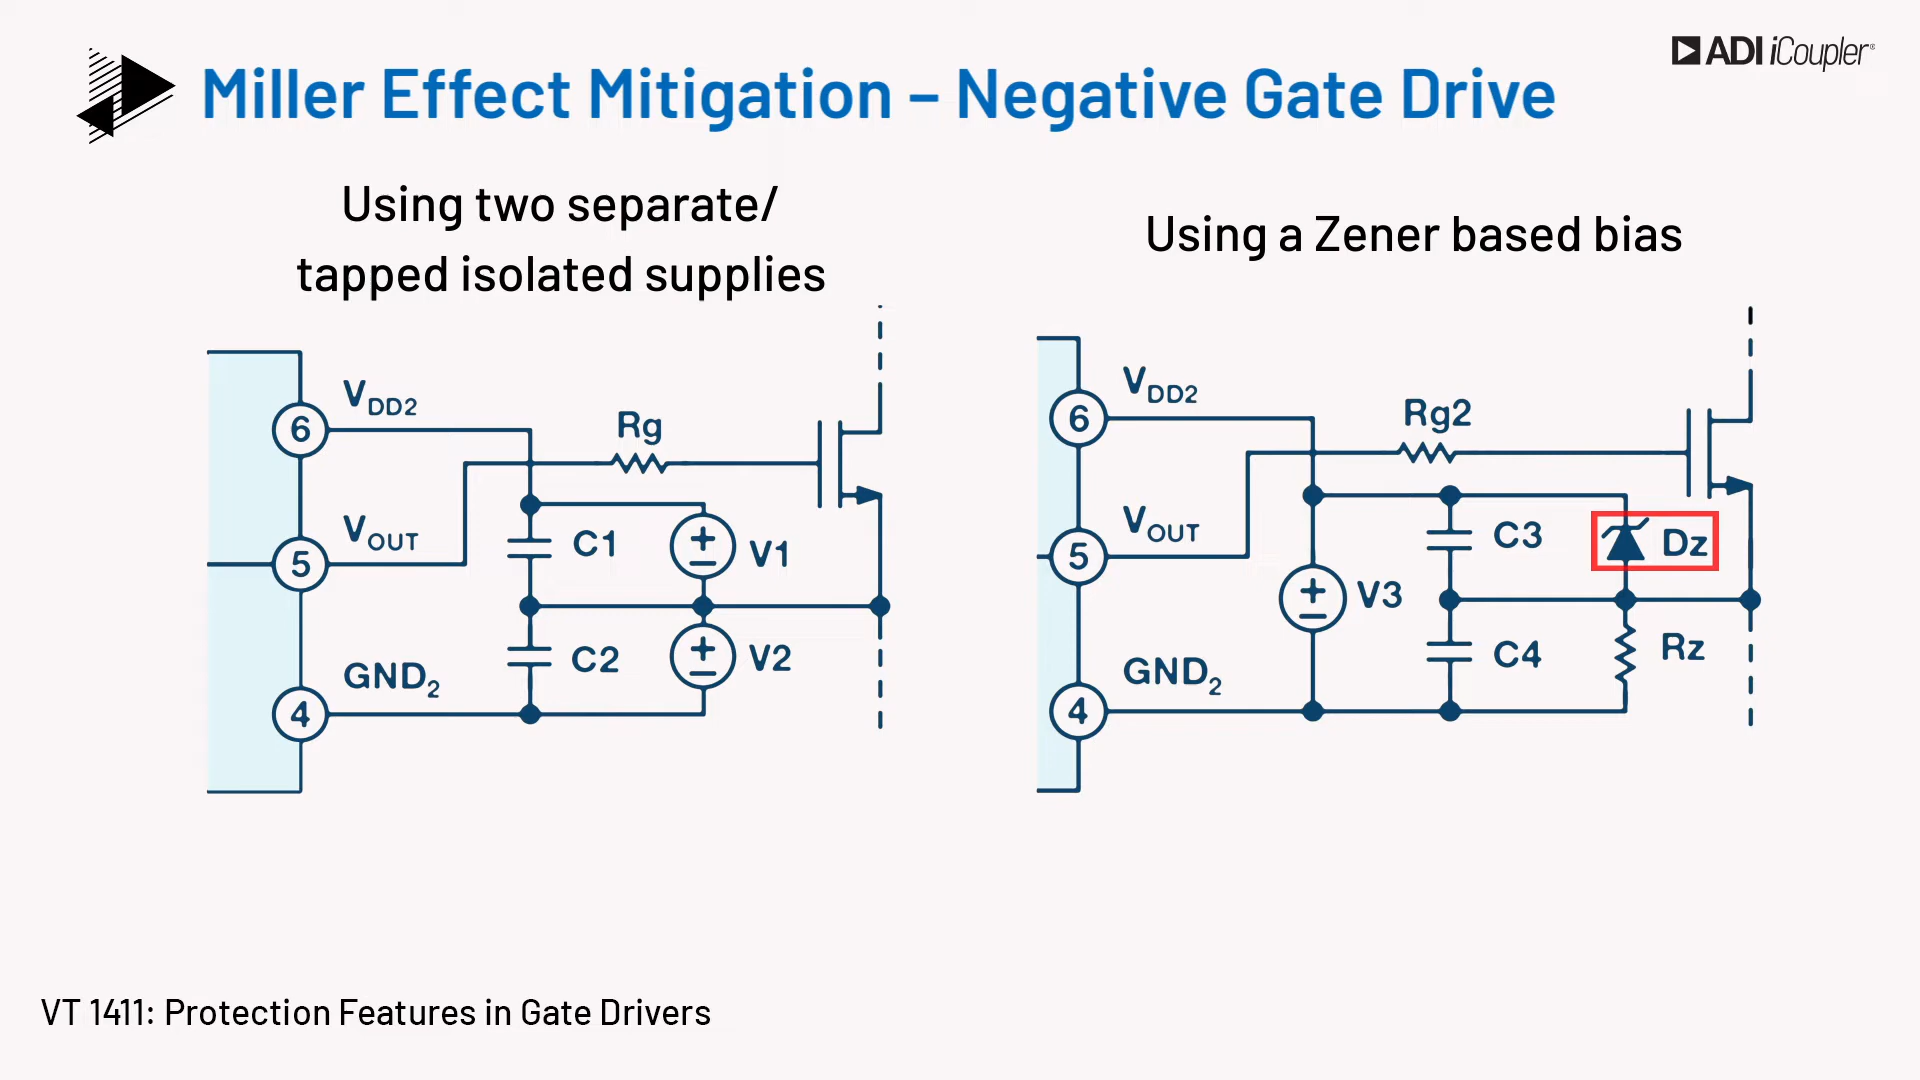 Miller Effect Mitigation – Negative Gate Drive
ADI iCoupler®
Using two separate/
tapped isolated supplies
6
VDD2
Rg
5
VOUT
C1
V1
C2
V2
4
GND2
Using a Zener based bias
6
VDD2
Rg2
5
VOUT
C3
Dz
V3
C4
Rz
4
GND2
VT 1411: Protection Features in Gate Drivers